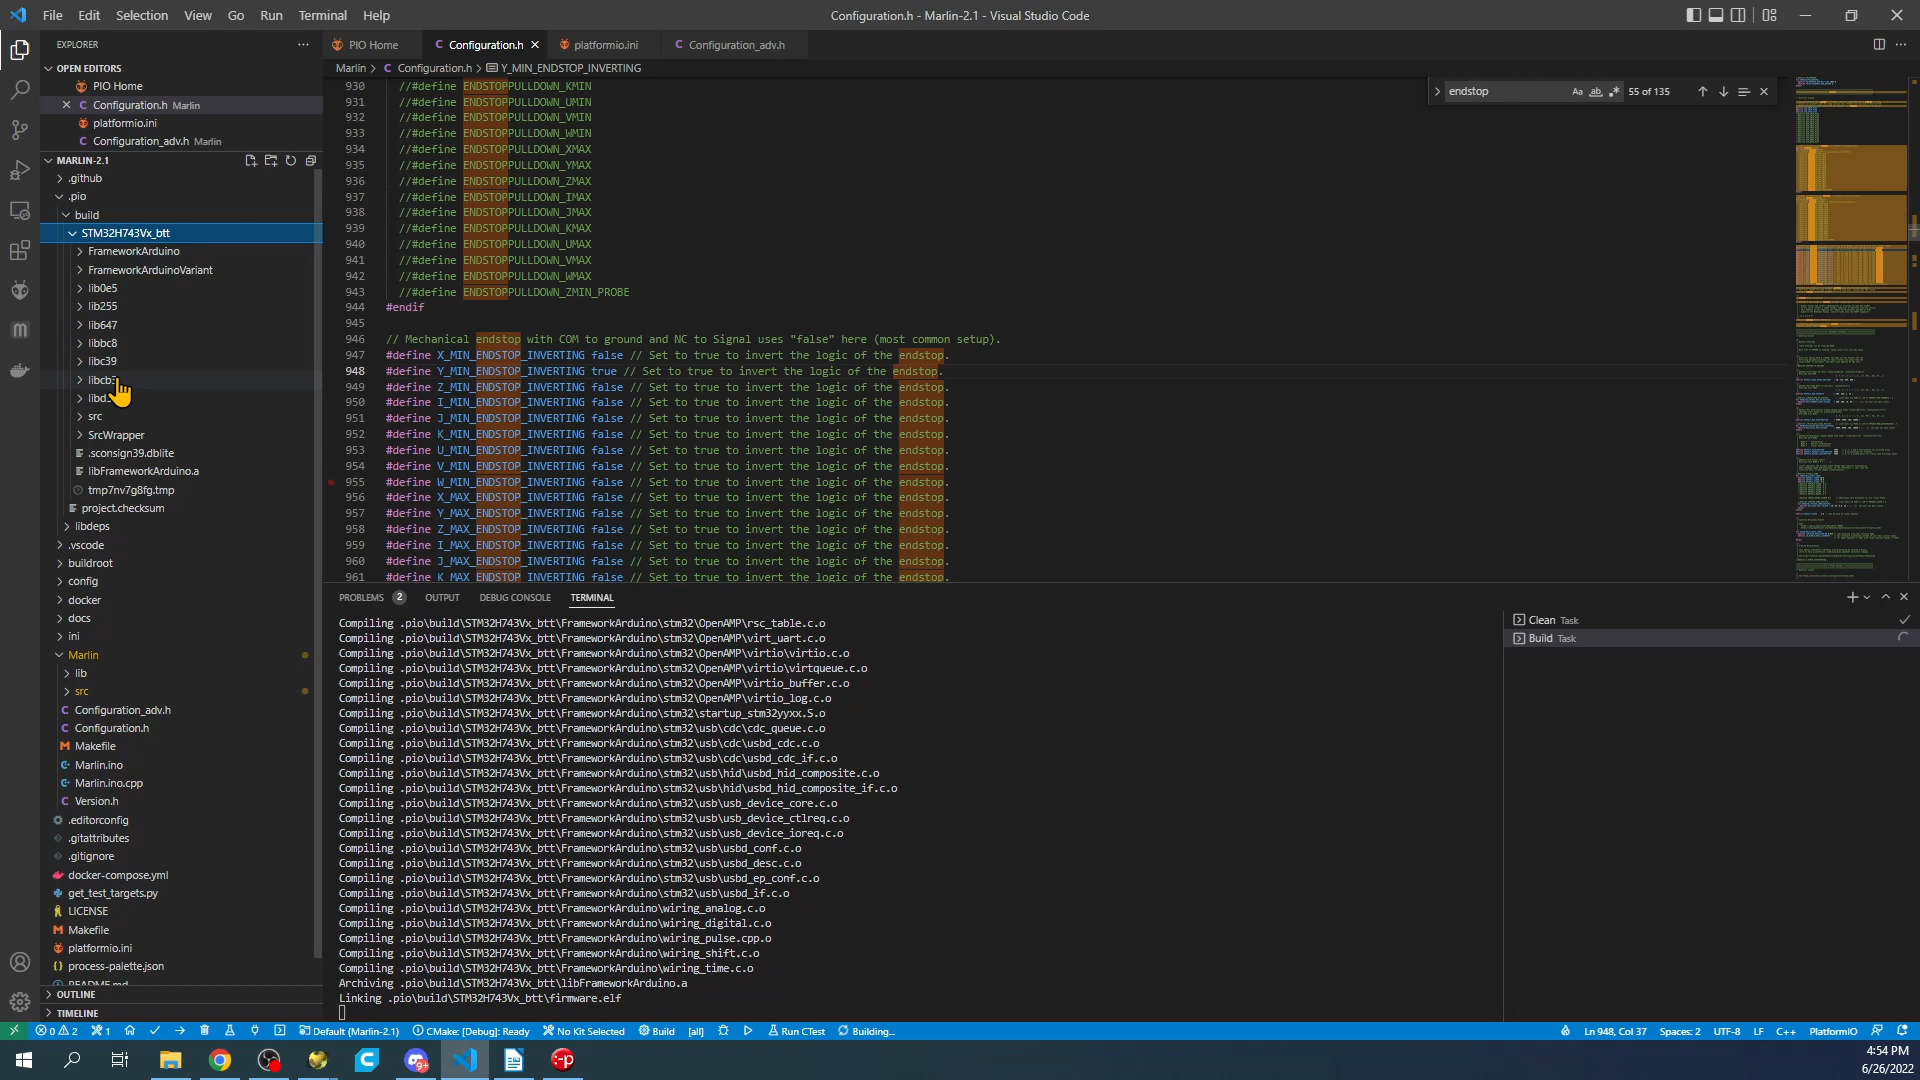 File Edit Selection View Go Run Terminal Help
Configuration.h - Marlin-2.1 - Visual Studio Code
EXPLORER
OPEN EDITORS
PIO Home
Configuration.h Marlin
platformio.ini
Configuration_adv.h Marlin
MARLIN-2.1
.github
.pio
build
STM32H743Vx_btt
FrameworkArduino
FrameworkArduinoVariant
lib0e5
lib255
lib647
libbc8
libc39
src
SrcWrapper
.sconsign39.dblite
libFrameworkArduino.a
tmp7nv7g8fg.tmp
project.checksum
libdeps
.vscode
buildroot
config
docker
docs
ini
Marlin
lib
src
Configuration_adv.h
Configuration.h
Makefile
Marlin.ino
Marlin.ino.cpp
Version.h
.editorconfig
.gitattributes
.gitignore
docker-compose.yml
get_test_targets.py
LICENSE
Makefile
platformio.ini
process-palette.json
README.md
OUTLINE
TIMELINE
PIO Home Configuration.h platformio.ini Configuration_adv.h
Marlin > Configuration.h > Y_MIN_ENDSTOP_INVERTING
endstop Aa ab 55 of 135
930 //#define ENDSTOPPULLDOWN_KMIN
931 //#define ENDSTOPPULLDOWN_UMIN
932 //#define ENDSTOPPULLDOWN_VMIN
933 //#define ENDSTOPPULLDOWN_WMIN
934 //#define ENDSTOPPULLDOWN_XMAX
935 //#define ENDSTOPPULLDOWN_YMAX
936 //#define ENDSTOPPULLDOWN_ZMAX
937 //#define ENDSTOPPULLDOWN_IMAX
938 //#define ENDSTOPPULLDOWN_JMAX
939 //#define ENDSTOPPULLDOWN_KMAX
940 //#define ENDSTOPPULLDOWN_UMAX
941 //#define ENDSTOPPULLDOWN_VMAX
942 //#define ENDSTOPPULLDOWN_WMAX
943 //#define ENDSTOPPULLDOWN_ZMIN_PROBE
944 #endif
945
946 // Mechanical endstop with COM to ground and NC to Signal uses "false" here (most common setup).
947 #define X_MIN_ENDSTOP_INVERTING false // Set to true to invert the logic of the endstop.
948 #define Y_MIN_ENDSTOP_INVERTING true // Set to true to invert the logic of the endstop.
949 #define Z_MIN_ENDSTOP_INVERTING false // Set to true to invert the logic of the endstop.
950 #define I_MIN_ENDSTOP_INVERTING false // Set to true to invert the logic of the endstop.
951 #define J_MIN_ENDSTOP_INVERTING false // Set to true to invert the logic of the endstop.
952 #define K_MIN_ENDSTOP_INVERTING false // Set to true to invert the logic of the endstop.
953 #define U_MIN_ENDSTOP_INVERTING false // Set to true to invert the logic of the endstop.
954 #define V_MIN_ENDSTOP_INVERTING false // Set to true to invert the logic of the endstop.
955 #define W_MIN_ENDSTOP_INVERTING false // Set to true to invert the logic of the endstop.
956 #define X_MAX_ENDSTOP_INVERTING false // Set to true to invert the logic of the endstop.
957 #define Y_MAX_ENDSTOP_INVERTING false // Set to true to invert the logic of the endstop.
958 #define Z_MAX_ENDSTOP_INVERTING false // Set to true to invert the logic of the endstop.
959 #define I_MAX_ENDSTOP_INVERTING false // Set to true to invert the logic of the endstop.
960 #define J_MAX_ENDSTOP_INVERTING false // Set to true to invert the logic of the endstop.
961 #define K_MAX_ENDSTOP_INVERTING false // Set to true to invert the logic of the endstop.
PROBLEMS 2 OUTPUT DEBUG CONSOLE TERMINAL
Compiling .pio\build\STM32H743Vx_btt\FrameworkArduino\stm32\OpenAMP\rsc_table.c.o
Compiling .pio\build\STM32H743Vx_btt\FrameworkArduino\stm32\OpenAMP\virt_uart.c.o
Compiling .pio\build\STM32H743Vx_btt\FrameworkArduino\stm32\OpenAMP\virtio\virtio.c.o
Compiling .pio\build\STM32H743Vx_btt\FrameworkArduino\stm32\OpenAMP\virtio\virtqueue.c.o
Compiling .pio\build\STM32H743Vx_btt\FrameworkArduino\stm32\OpenAMP\virtio_buffer.c.o
Compiling .pio\build\STM32H743Vx_btt\FrameworkArduino\stm32\OpenAMP\virtio_log.c.o
Compiling .pio\build\STM32H743Vx_btt\FrameworkArduino\stm32\startup_stm32yyxx.S.o
Compiling .pio\build\STM32H743Vx_btt\FrameworkArduino\stm32\usb\cdc\cdc_queue.c.o
Compiling .pio\build\STM32H743Vx_btt\FrameworkArduino\stm32\usb\cdc\usbd_cdc.c.o
Compiling .pio\build\STM32H743Vx_btt\FrameworkArduino\stm32\usb\cdc\usbd_cdc_if.c.o
Compiling .pio\build\STM32H743Vx_btt\FrameworkArduino\stm32\usb\hid\usbd_hid_composite.c.o
Compiling .pio\build\STM32H743Vx_btt\FrameworkArduino\stm32\usb\hid\usbd_hid_composite_if.c.o
Compiling .pio\build\STM32H743Vx_btt\FrameworkArduino\stm32\usb\usb_device_core.c.o
Compiling .pio\build\STM32H743Vx_btt\FrameworkArduino\stm32\usb\usb_device_ctlreq.c.o
Compiling .pio\build\STM32H743Vx_btt\FrameworkArduino\stm32\usb\usb_device_ioreq.c.o
Compiling .pio\build\STM32H743Vx_btt\FrameworkArduino\stm32\usb\usbd_conf.c.o
Compiling .pio\build\STM32H743Vx_btt\FrameworkArduino\stm32\usb\usbd_desc.c.o
Compiling .pio\build\STM32H743Vx_btt\FrameworkArduino\stm32\usb\usbd_ep_conf.c.o
Compiling .pio\build\STM32H743Vx_btt\FrameworkArduino\stm32\usb\usbd_if.c.o
Compiling .pio\build\STM32H743Vx_btt\FrameworkArduino\wiring_analog.c.o
Compiling .pio\build\STM32H743Vx_btt\FrameworkArduino\wiring_digital.c.o
Compiling .pio\build\STM32H743Vx_btt\FrameworkArduino\wiring_pulse.cpp.o
Compiling .pio\build\STM32H743Vx_btt\FrameworkArduino\wiring_shift.c.o
Compiling .pio\build\STM32H743Vx_btt\FrameworkArduino\wiring_time.c.o
Archiving .pio\build\STM32H743Vx_btt\libFrameworkArduino.a
Linking .pio\build\STM32H743Vx_btt\firmware.elf
Clean Task
Build Task
0 2 1 Default (Marlin-2.1) CMake: [Debug]: Ready No Kit Selected Build [all] Run CTest Building... Ln 948, Col 37 Spaces: 2 UTF-8 LF C++ PlatformIO
4:54 PM
6/26/2022